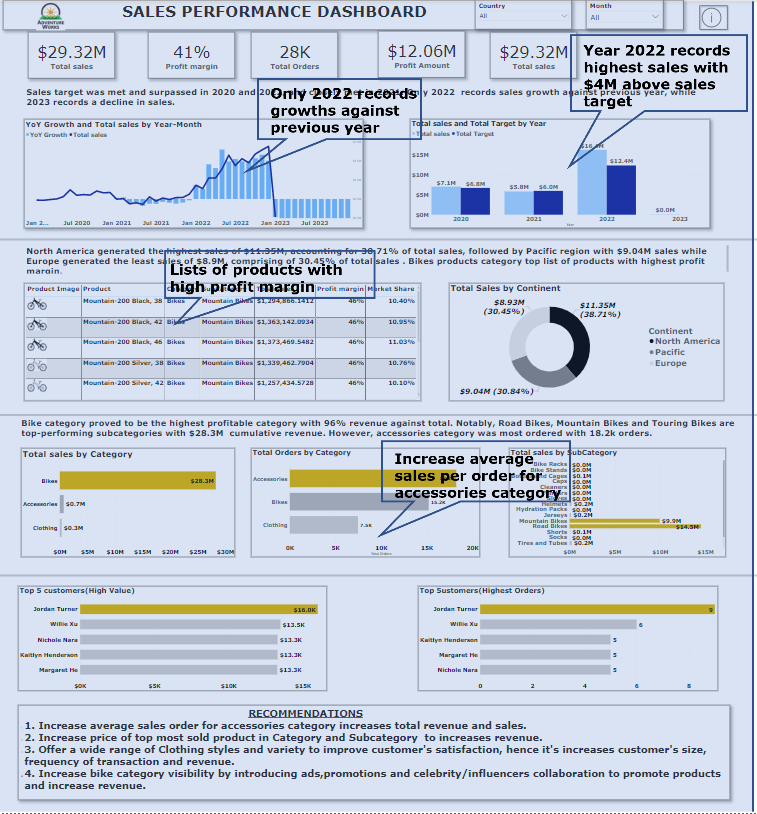 SALES PERFORMANCE DASHBOARD
ADVENTURE
WORKS
Country
All
Month
All
i
$29.32M
Total sales
41%
Profit margin
28K
Total Orders
$12.06M
Profit Amount
$29.32M
Total sales
Year 2022 records
highest sales with
$4M above sales
target
Sales target was met and surpassed in 2020 and 2022 records sales growth against previous year, while
2023 records a decline in sales.
Only 2022 records
growths against
previous year
YoY Growth and Total sales by Year-Month
YoY Growth Total sales
Jan 2... Jul 2020 Jan 2021 Jul 2021 Jan 2022 Jul 2022 Jan 2023 Jul 2023
Total sales and Total Target by Year
Total sales Total Target
$15M
$10M
$5M
$0M
$7.1M $6.8M $5.8M $6.0M $12.4M $0.0M
2020 2021 2022 2023
North America generated the highest sales of $11.35M, accounting for 38.71% of total sales, followed by Pacific region with $9.04M sales while
Europe generated the least sales of $8.9M, comprising of 30.45% of total sales . Bikes products category top list of products with highest profit
margin.
Lists of products with
high profit margin
Product Image Product Profit margin Market Share
Mountain-200 Black, 38 Bikes Mountain Bikes $1,294,866.1412 46% 10.40%
Mountain-200 Black, 42 Bikes Mountain Bikes $1,363,142.0934 46% 10.95%
Mountain-200 Black, 46 Bikes Mountain Bikes $1,373,469.5482 46% 11.03%
Mountain-200 Silver, 38 Bikes Mountain Bikes $1,339,462.7904 46% 10.76%
Mountain-200 Silver, 42 Bikes Mountain Bikes $1,257,434.5728 46% 10.10%
Total Sales by Continent
$8.93M
(30.45%)
$11.35M
(38.71%)
$9.04M (30.84%)
Continent
North America
Pacific
Europe
Bike category proved to be the highest profitable category with 96% revenue against total. Notably, Road Bikes, Mountain Bikes and Touring Bikes are
top-performing subcategories with $28.3M cumulative revenue. However, accessories category was most ordered with 18.2k orders.
Total sales by Category
Bikes $28.3M
Accessories $0.7M
Clothing $0.3M
$0M $5M $10M $15M $20M $25M $30M
Total Orders by Category
Accessories
Bikes 15.2K
Clothing 7.5K
0K 5K 10K 15K 20K
Total Orders
Increase average
sales per order for
accessories category
Total sales by SubCategory
Bike Racks $0.0M
Bike Stands $0.0M
$0.1M
Caps $0.0M
Cleaners $0.0M
Helmets $0.2M
Hydration Packs $0.0M
Jerseys $0.2M
Mountain Bikes $9.9M
Road Bikes $14.5M
Shorts $0.1M
Socks $0.0M
Tires and Tubes $0.2M
$0M $5M $10M $15M
Top 5 customers(High Value)
Jordan Turner $16.0K
Willie Xu $13.5K
Nichole Nara $13.3K
Kaitlyn Henderson $13.3K
Margaret He $13.3K
$0K $5K $10K $15K
Top 5ustomers(Highest Orders)
Jordan Turner 9
Willie Xu 6
Kaitlyn Henderson 5
Margaret He 5
Nichole Nara 5
0 2 4 6 8
RECOMMENDATIONS
1. Increase average sales order for accessories category increases total revenue and sales.
2. Increase price of top most sold product in Category and Subcategory to increases revenue.
3. Offer a wide range of Clothing styles and variety to improve customer's satisfaction, hence it's increases customer's size,
frequency of transaction and revenue.
4. Increase bike category visibility by introducing ads,promotions and celebrity/influencers collaboration to promote products
and increase revenue.